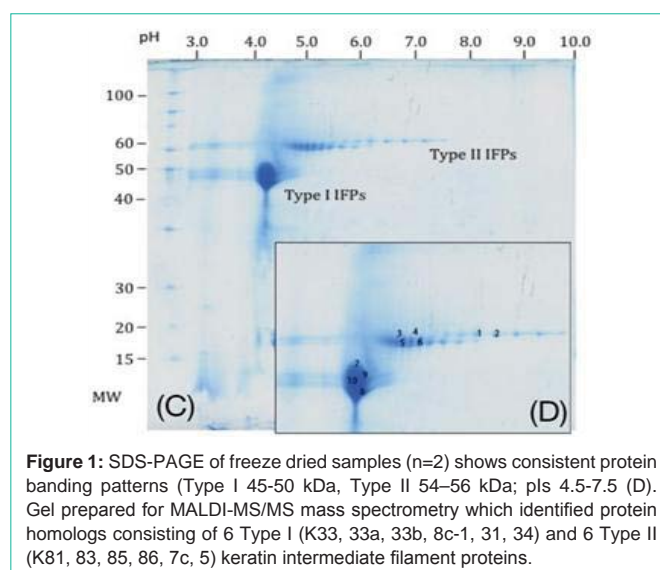 pH 3.0 4.0 5.0 6.0 7.0 8.0 9.0 10.0
100
60
Type II IFPs
50
Type I IFPs
40
30
3 4 1 2
5 6
20
7
9
15
10
8
MW
(C)
(D)
Figure 1: SDS-PAGE of freeze dried samples (n=2) shows consistent protein
banding patterns (Type I 45-50 kDa, Type II 54–56 kDa; pIs 4.5-7.5 (D).
Gel prepared for MALDI-MS/MS mass spectrometry which identified protein
homologs consisting of 6 Type I (K33, 33a, 33b, 8c-1, 31, 34) and 6 Type II
(K81, 83, 85, 86, 7c, 5) keratin intermediate filament proteins.